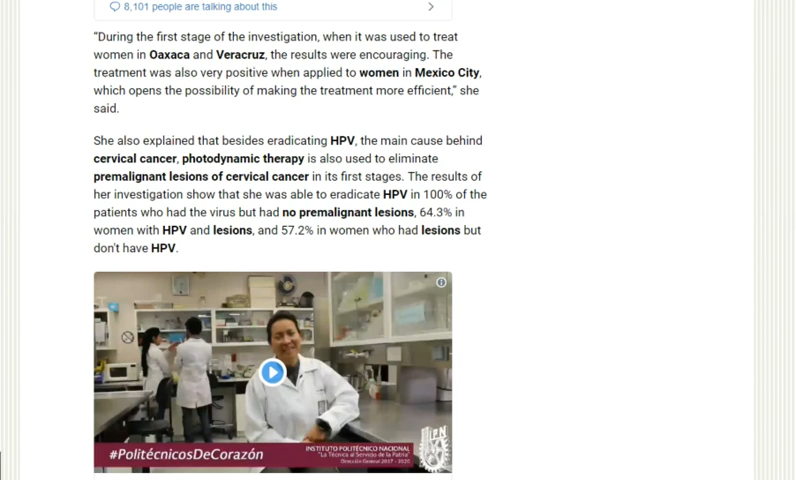 8,101 people are talking about this
“During the first stage of the investigation, when it was used to treat
women in Oaxaca and Veracruz, the results were encouraging. The
treatment was also very positive when applied to women in Mexico City,
which opens the possibility of making the treatment more efficient,” she
said.
She also explained that besides eradicating HPV, the main cause behind
cervical cancer, photodynamic therapy is also used to eliminate
premalignant lesions of cervical cancer in its first stages. The results of
her investigation show that she was able to eradicate HPV in 100% of the
patients who had the virus but had no premalignant lesions, 64.3% in
women with HPV and lesions, and 57.2% in women who had lesions but
don't have HPV.
#PolitécnicosDeCorazón
INSTITUTO POLITÉCNICO NACIONAL
"La Técnica al Servicio de la Patria"
Dirección General 2017 - 2020
IPN